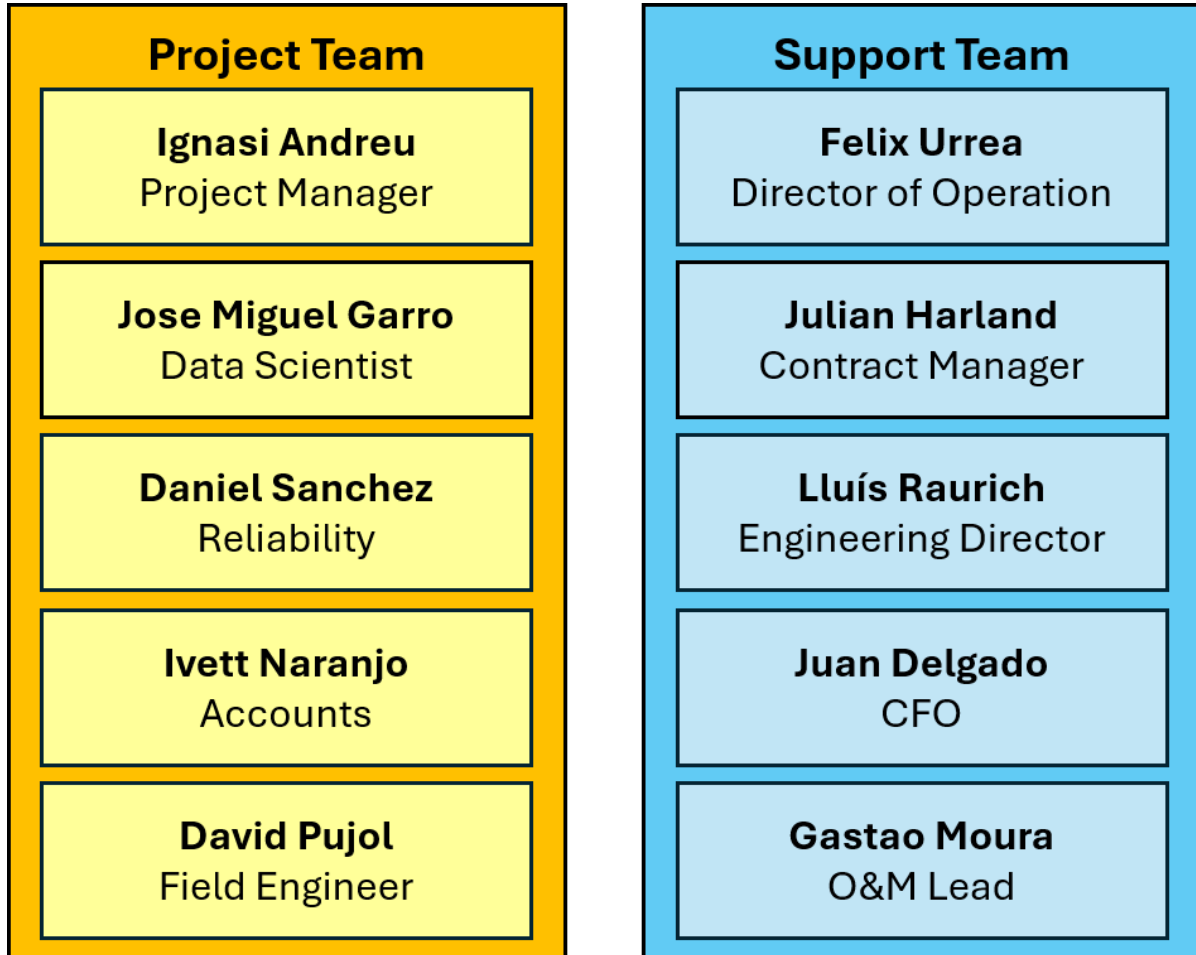 Project Team
Ignasi Andreu
Project Manager
Jose Miguel Garro
Data Scientist
Daniel Sanchez
Reliability
Ivett Naranjo
Accounts
David Pujol
Field Engineer
Support Team
Felix Urrea
Director of Operation
Julian Harland
Contract Manager
Lluís Raurich
Engineering Director
Juan Delgado
CFO
Gastao Moura
O&M Lead